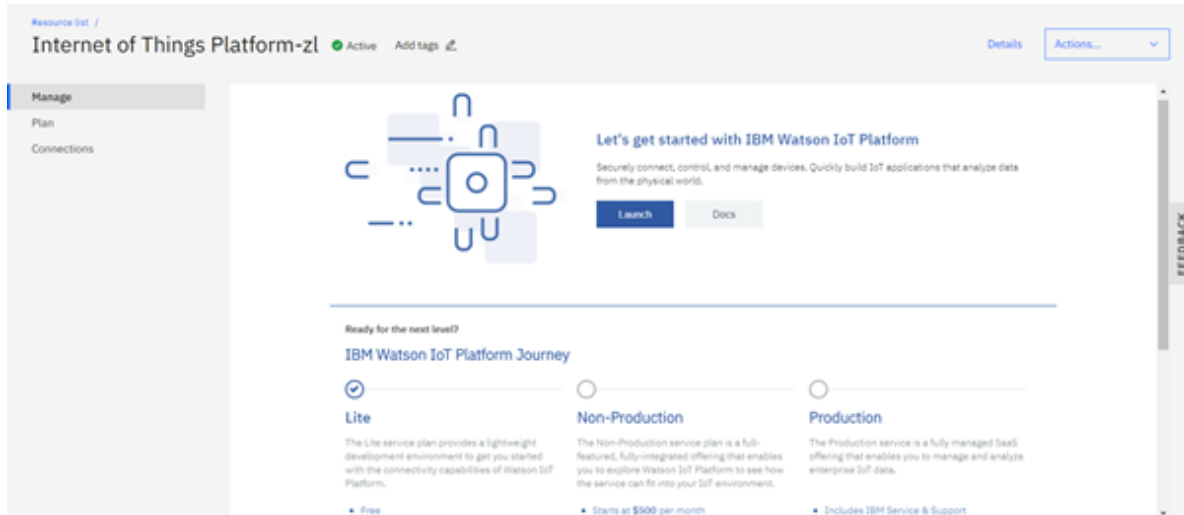 Resource list /
Internet of Things Platform-zl Active Add tags
Details
Actions...
Manage
Plan
Connections
Let's get started with IBM Watson IoT Platform
Securely connect, control, and manage devices. Quickly build IoT applications that analyze data
from the physical world.
Launch Docs
FEEDBACK
Ready for the next level?
IBM Watson IoT Platform Journey
Lite
The Lite service plan provides a lightweight
development environment to get you started
with the connectivity capabilities of Watson IoT
Platform.
• Free
Non-Production
The Non-Production service plan is a full-
featured, fully-integrated offering that enables
you to explore Watson IoT Platform to see how
the service can fit into your IoT environment.
• Starts at $500 per month
Production
The Production service is a fully managed SaaS
offering that enables you to manage and analyze
enterprise IoT data.
• Includes IBM Service & Support